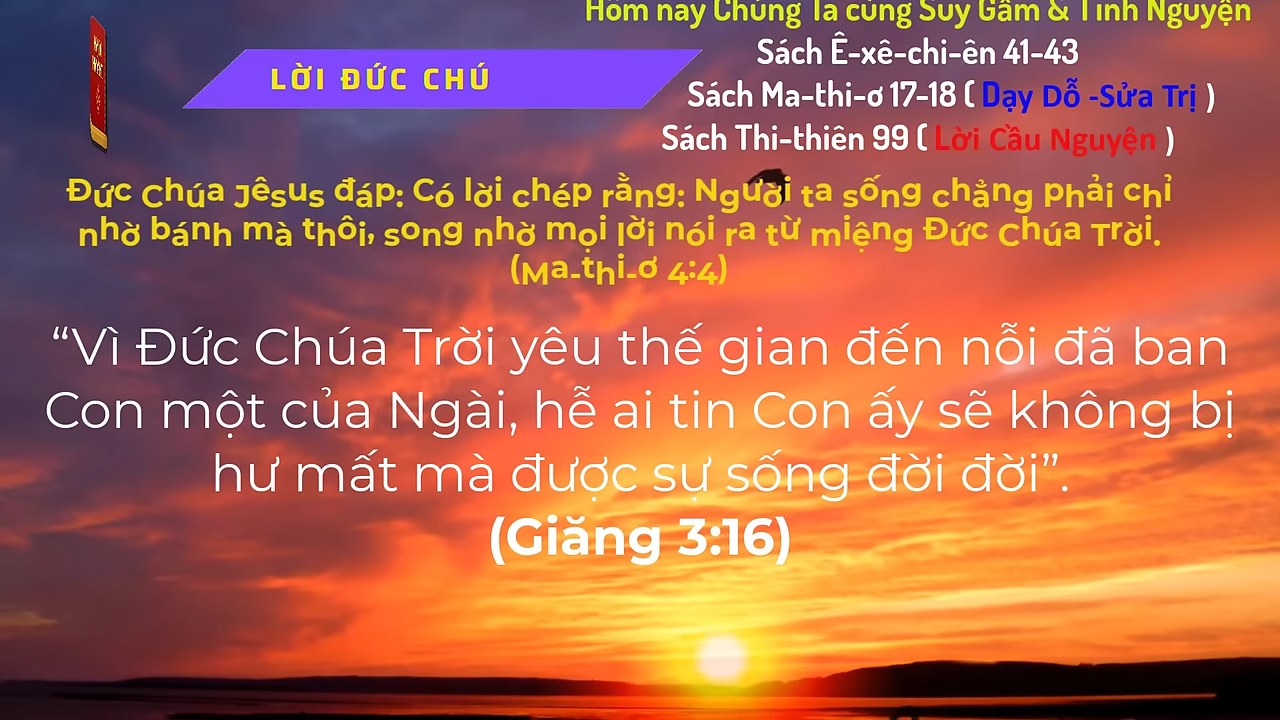 Hôm nay Chúng Ta cùng Suy Gẫm & Tĩnh Nguyện
LỜI ĐỨC CHÚ
Sách Ê-xê-chi-ên 41-43
Sách Ma-thi-ơ 17-18 ( Dạy Dỗ -Sửa Trị )
Sách Thi-thiên 99 ( Lời Cầu Nguyện )
Đức Chúa Jêsus đáp: Có lời chép rằng: Người ta sống chẳng phải chỉ
nhờ bánh mà thôi, song nhờ mọi lời nói ra từ miệng Đức Chúa Trời.
(Ma-thi-ơ 4:4)
“Vì Đức Chúa Trời yêu thế gian đến nỗi đã ban
Con một của Ngài, hễ ai tin Con ấy sẽ không bị
hư mất mà được sự sống đời đời”.
(Giăng 3:16)